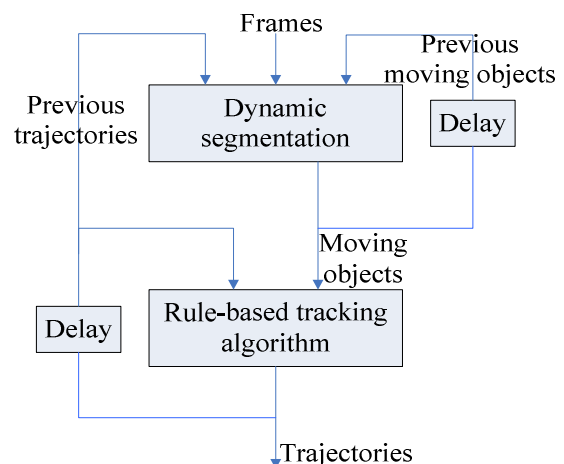 Frames
Previous
moving objects
Previous
trajectories
Dynamic
segmentation
Delay
Moving
objects
Rule-based tracking
algorithm
Delay
Trajectories